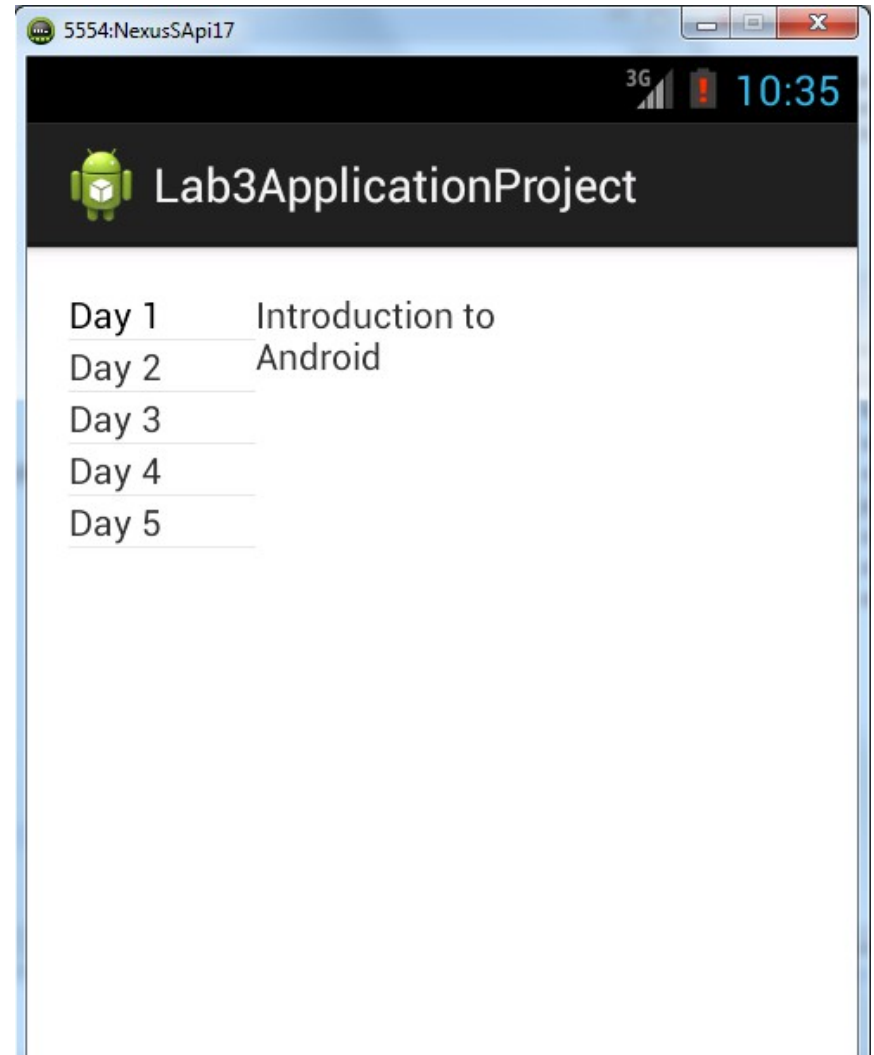 5554:NexusSApi17
3G
10:35
Lab3ApplicationProject
Day 1
Day 2
Day 3
Day 4
Day 5
Introduction to
Android